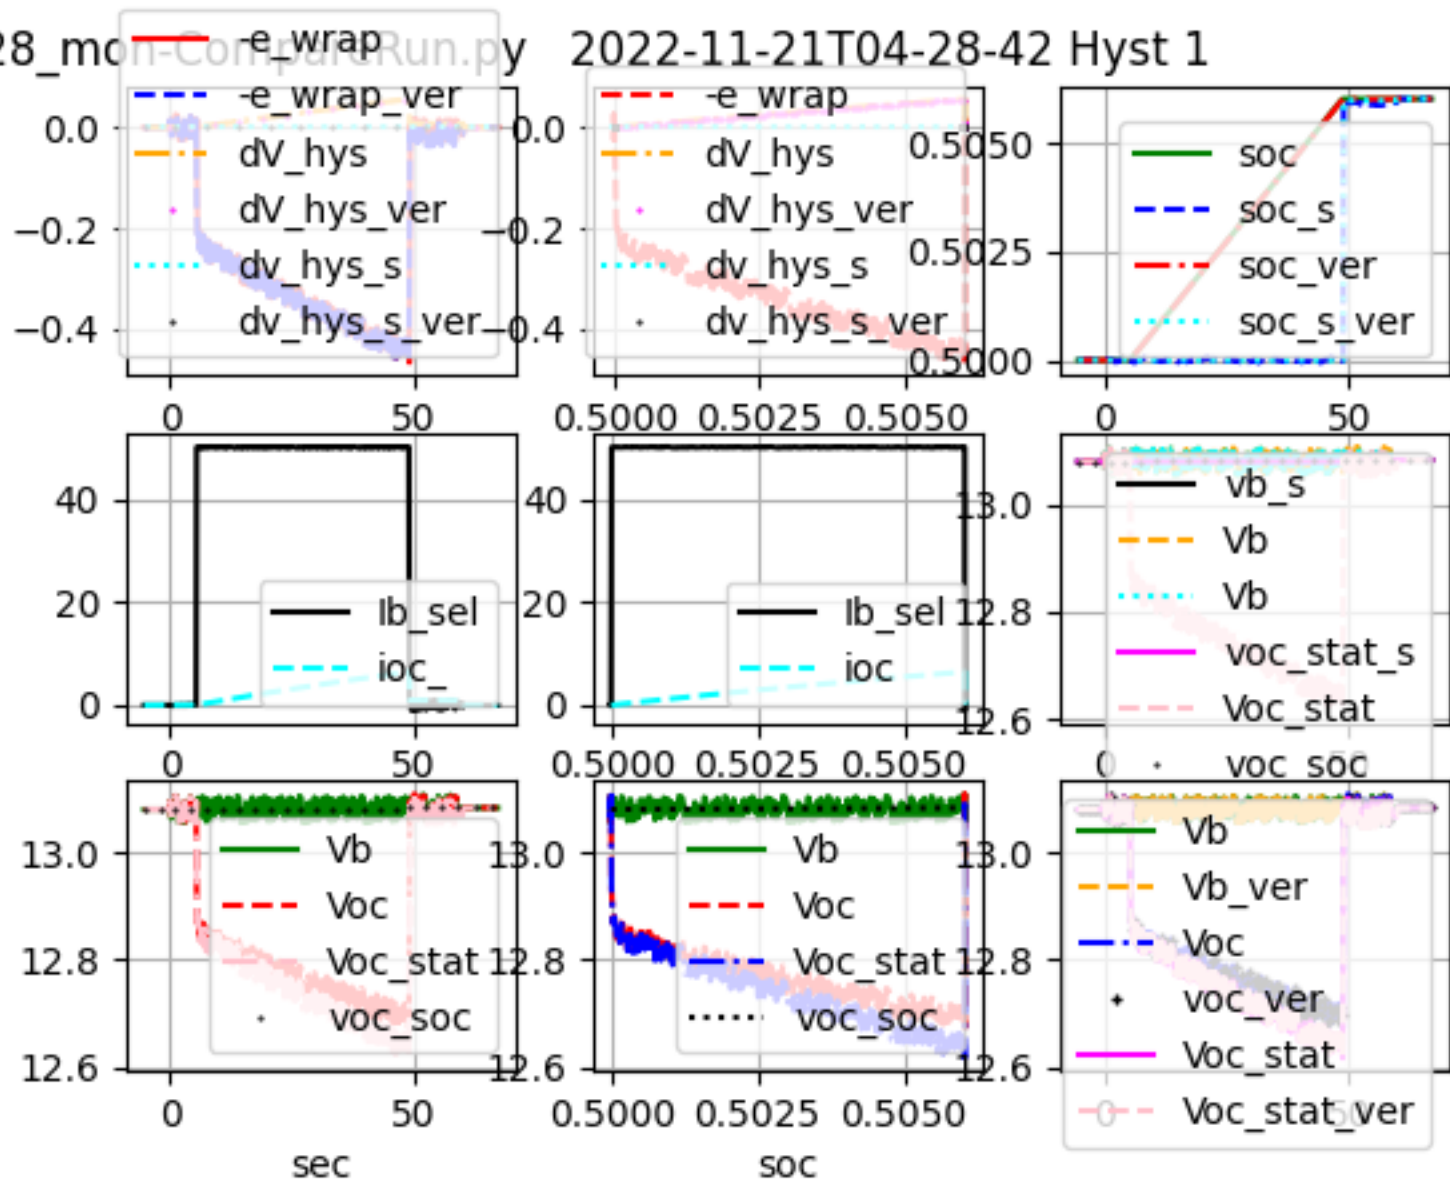 28_mon-CompareRun.py   2022-11-21T04-28-42 Hyst 1
-e_wrap
-e_wrap_ver
dV_hys
dV_hys_ver
dv_hys_s
dv_hys_s_ver
0.0
−0.2
−0.4
0
50
-e_wrap
dV_hys
dV_hys_ver
dv_hys_s
dv_hys_s_ver
0.0
−0.2
−0.4
0.5000
0.5025
0.5050
soc
soc_s
soc_ver
soc_s_ver
0.5050
0.5025
0.5000
0
50
Ib_sel
ioc_
40
20
0
0
50
Ib_sel
ioc
40
20
0
0.5000
0.5025
0.5050
vb_s
Vb
Vb
voc_stat_s
Voc_stat
voc_soc
13.0
12.8
12.6
0
50
Vb
Voc
Voc_stat
voc_soc
13.0
12.8
12.6
0
50
sec
Vb
Voc
Voc_stat
voc_soc
13.0
12.8
12.6
0.5000
0.5025
0.5050
soc
Vb
Vb_ver
Voc
voc_ver
Voc_stat
Voc_stat_ver
13.0
12.8
12.6
0
50